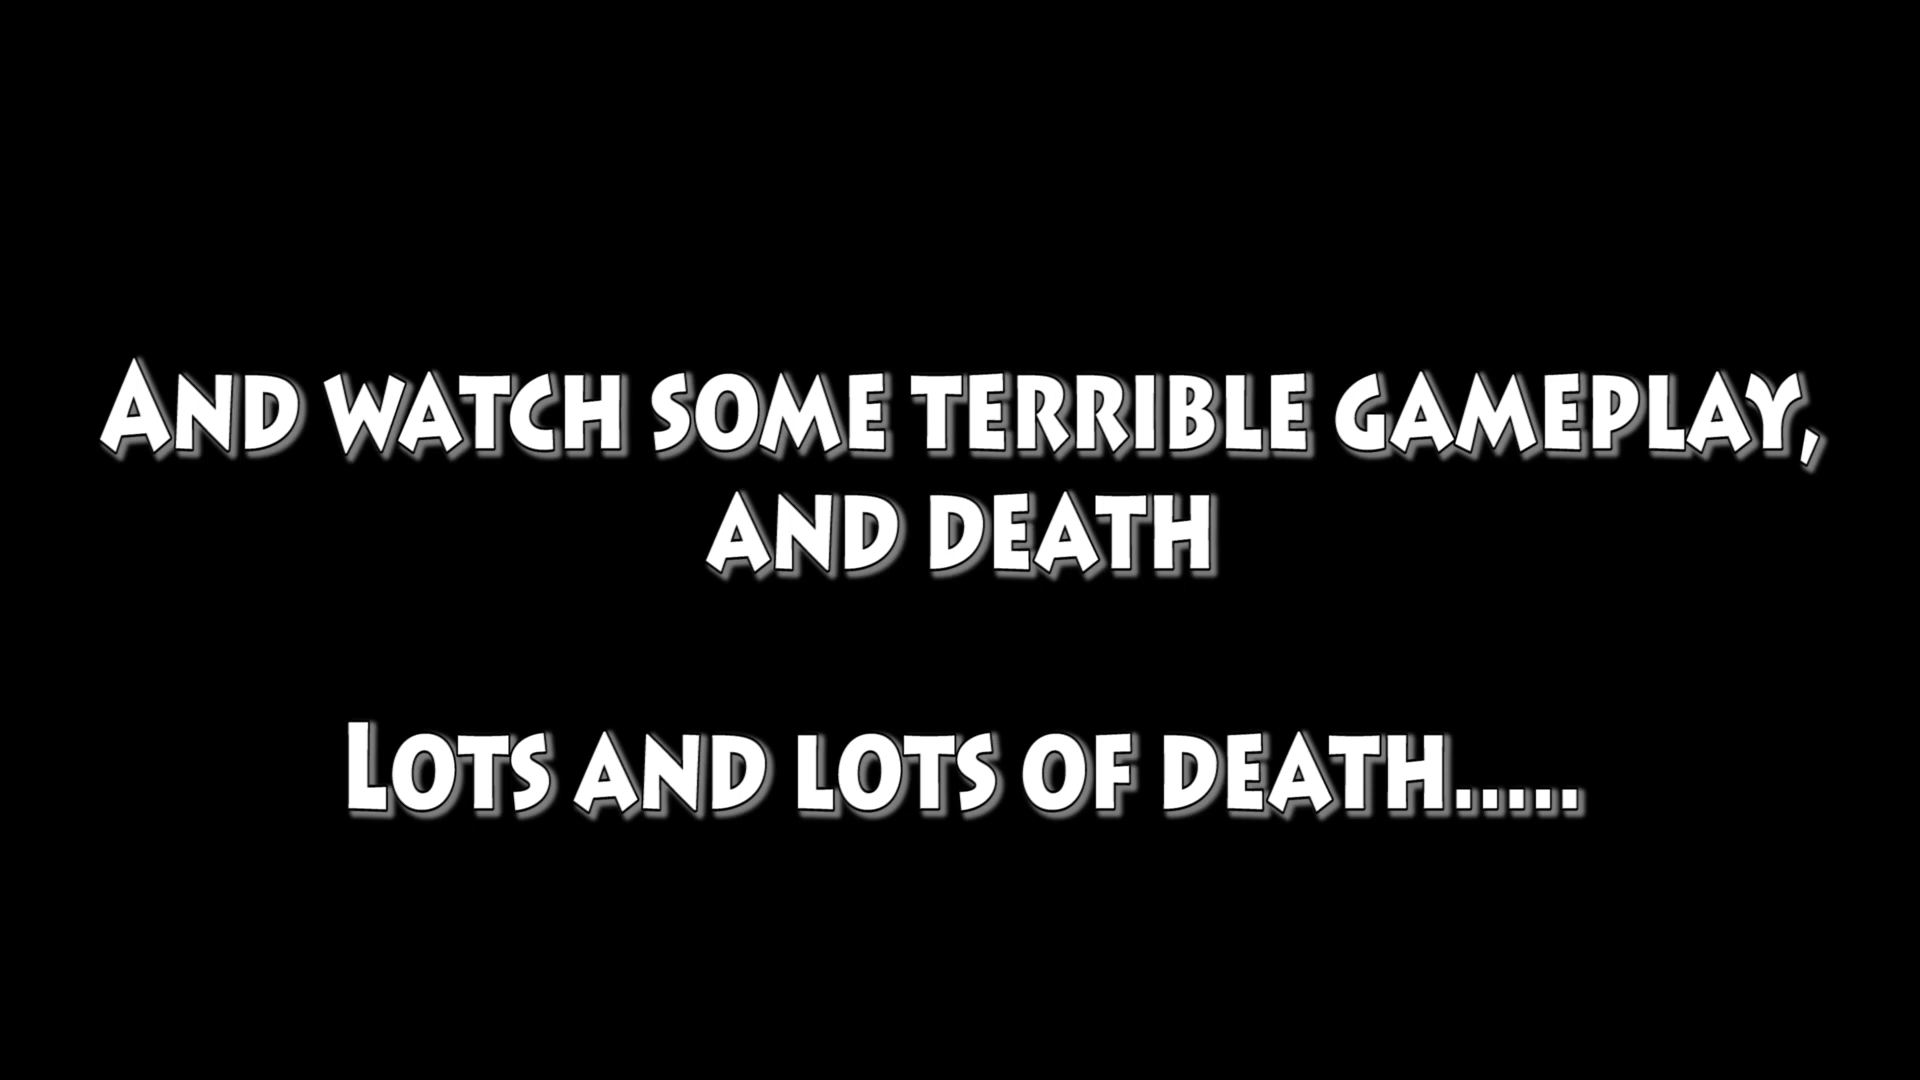 And watch some terrible gameplay,
and death
Lots and lots of death.....